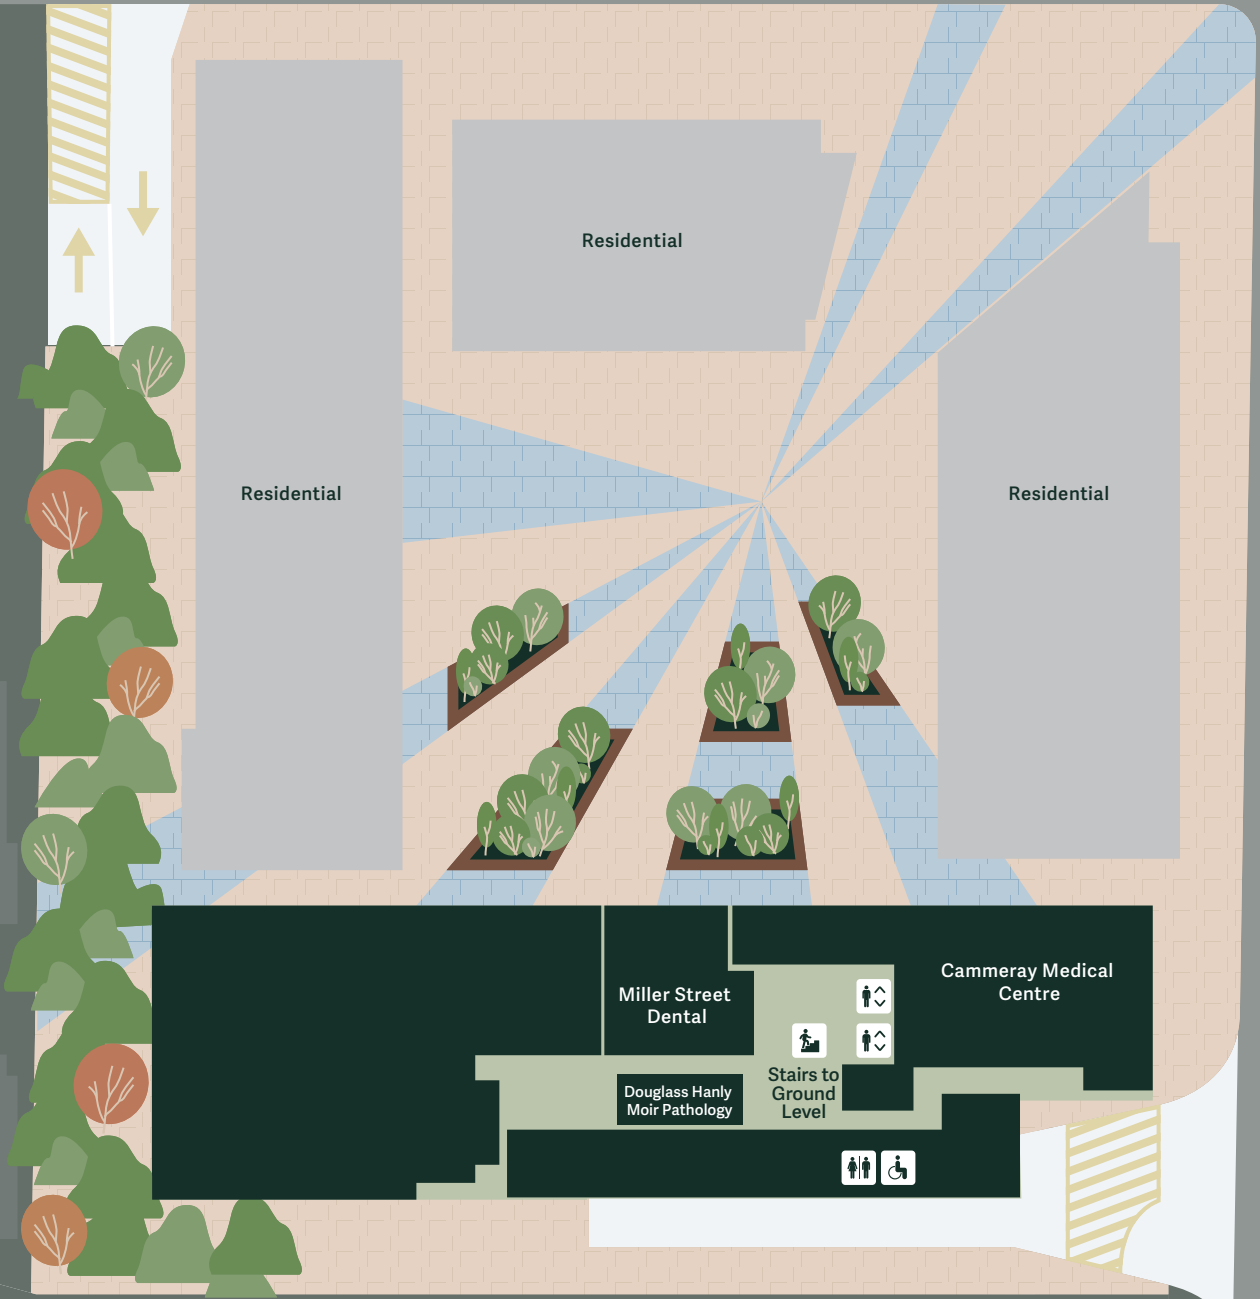 Residential
Residential
Residential
Miller Street
Dental
Cammeray Medical
Centre
Douglass Hanly
Moir Pathology
Stairs to
Ground
Level